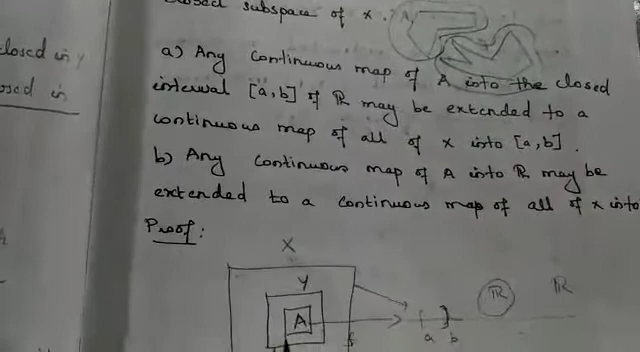 closed subspace of x.
closed in y
osed in
a) Any continuous map of A into the closed
interval [a,b] of R may be extended to a
continuous map of all of x into [a,b].
b) Any continuous map of A into R may be
extended to a continuous map of all of x into
Proof:
X
Y
A
f
a b
R
R